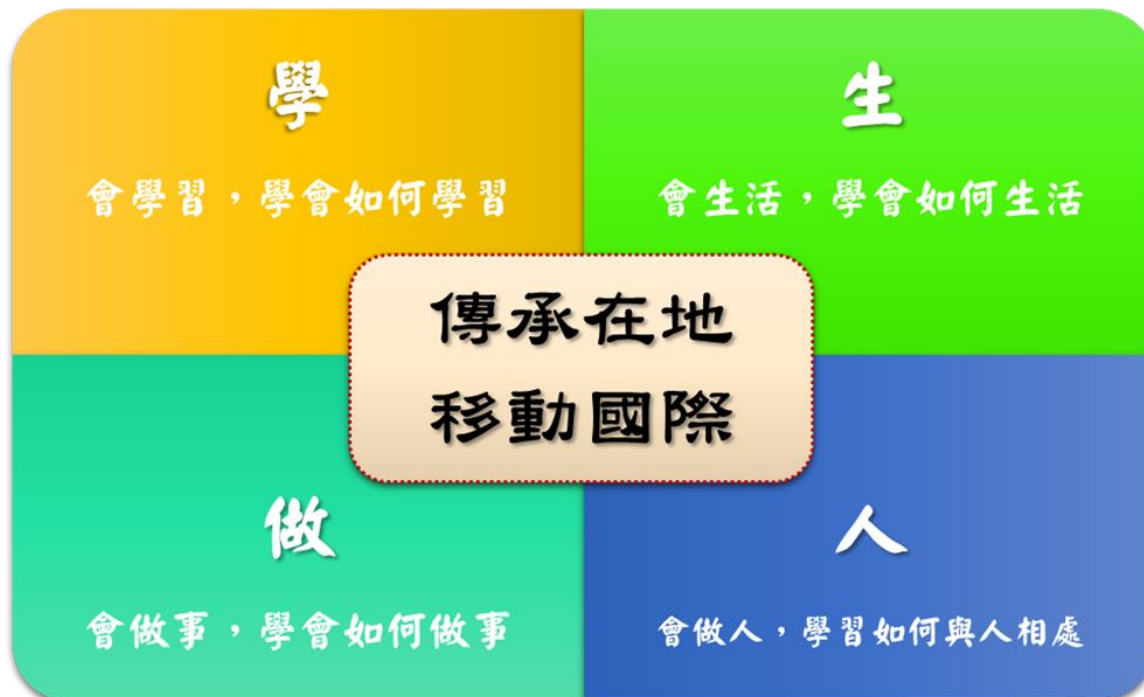 學
會學習，學會如何學習
生
會生活，學會如何生活
傳承在地
移動國際
做
會做事，學會如何做事
人
會做人，學習如何與人相處